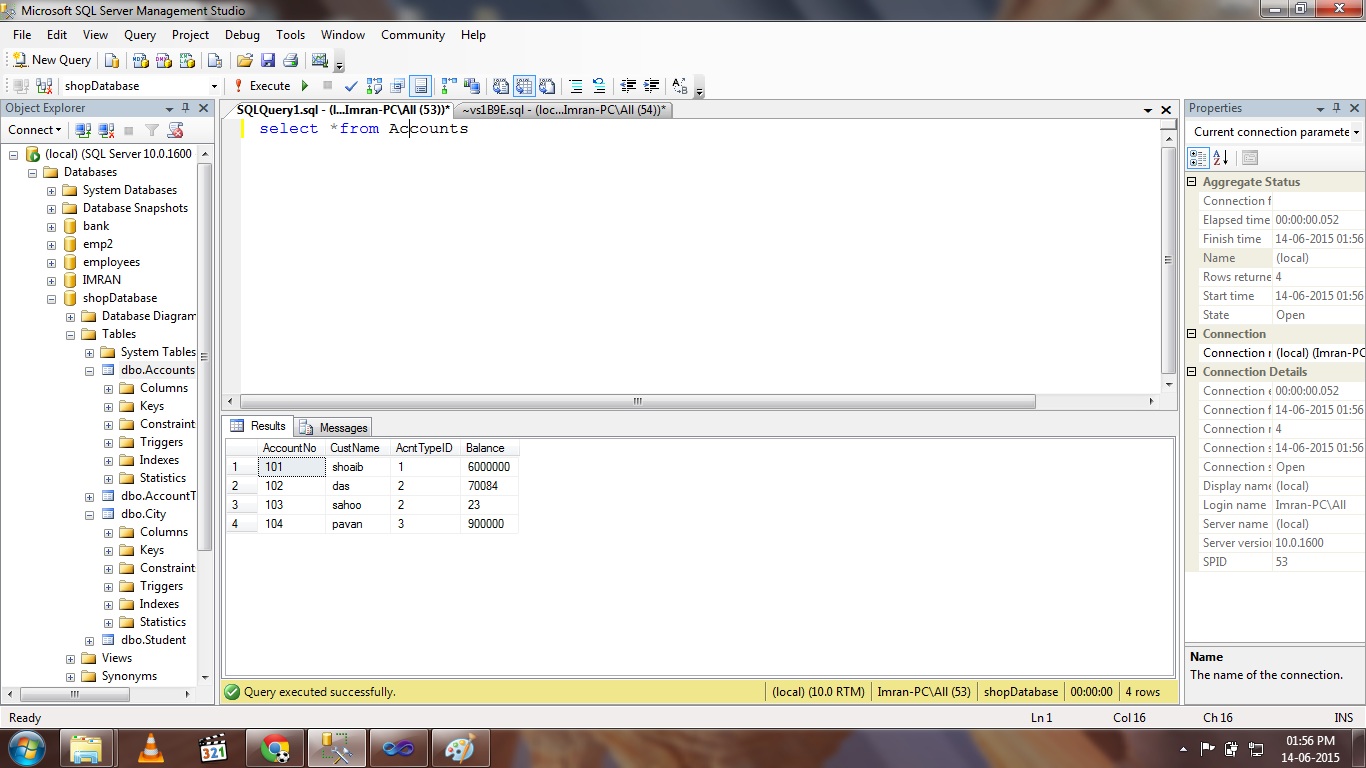 Microsoft SQL Server Management Studio
File Edit View Query Project Debug Tools Window Community Help
New Query
shopDatabase Execute
Object Explorer
Connect
(local) (SQL Server 10.0.1600
Databases
System Databases
Database Snapshots
bank
emp2
employees
IMRAN
shopDatabase
Database Diagram
Tables
System Tables
dbo.Accounts
Columns
Keys
Constraint
Triggers
Indexes
Statistics
dbo.AccountT
dbo.City
Columns
Keys
Constraint
Triggers
Indexes
Statistics
dbo.Student
Views
Synonyms
SQLQuery1.sql - (l...Imran-PC\All (53))* ~vs1B9E.sql - (loc...Imran-PC\All (54))*
select *from Accounts
Results Messages
AccountNo CustName AcntTypeID Balance
1 101 shoaib 1 6000000
2 102 das 2 70084
3 103 sahoo 2 23
4 104 pavan 3 900000
Query executed successfully. (local) (10.0 RTM) Imran-PC\All (53) shopDatabase 00:00:00 4 rows
Properties
Current connection paramete
Aggregate Status
Connection f
Elapsed time 00:00:00.052
Finish time 14-06-2015 01:56
Name (local)
Rows returne 4
Start time 14-06-2015 01:56
State Open
Connection
Connection r (local) (Imran-PC
Connection Details
Connection e 00:00:00.052
Connection f 14-06-2015 01:56
Connection r 4
Connection s 14-06-2015 01:56
Connection s Open
Display name (local)
Login name Imran-PC\All
Server name (local)
Server versior 10.0.1600
SPID 53
Name
The name of the connection.
Ready Ln 1 Col 16 Ch 16 INS
321
01:56 PM
14-06-2015